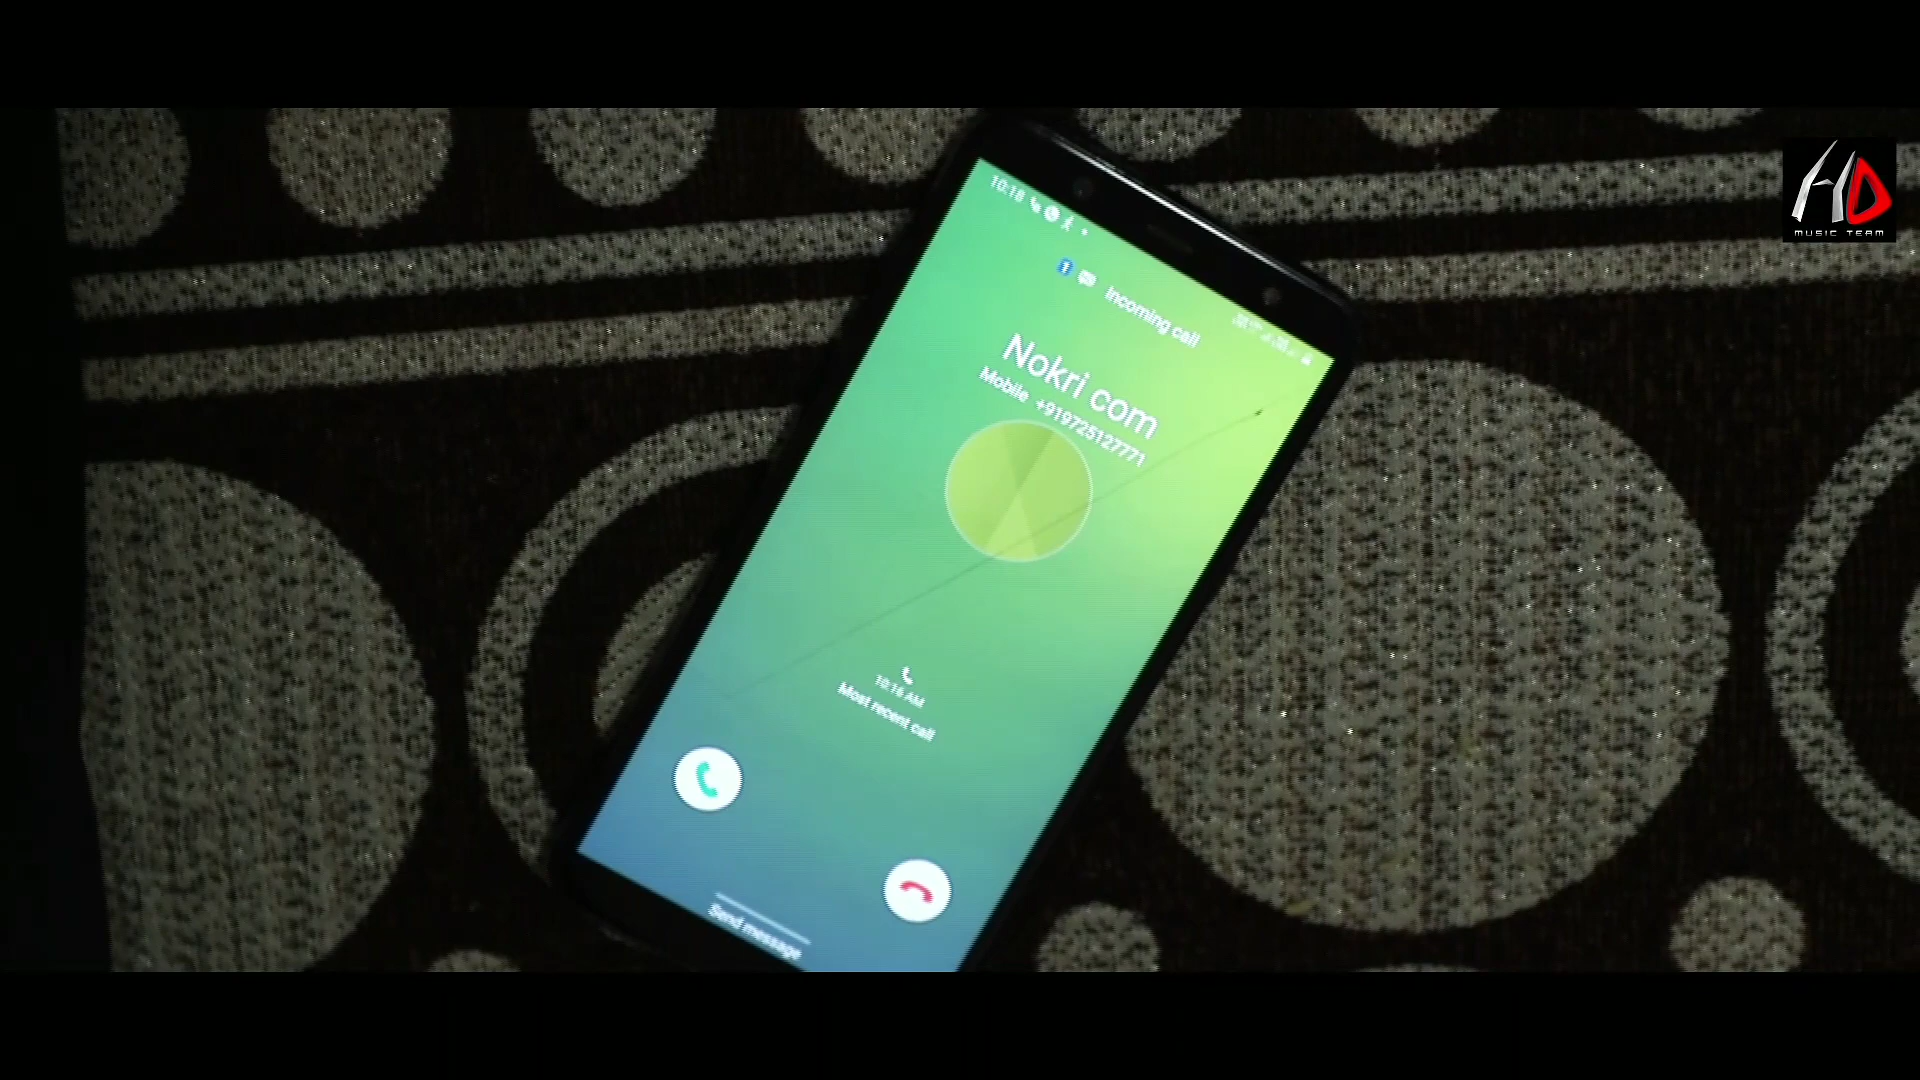 HD
MUSIC TEAM
10:18
Incoming call
Nokri com
Mobile +919725127771
10:16 AM
Most recent call
Send message